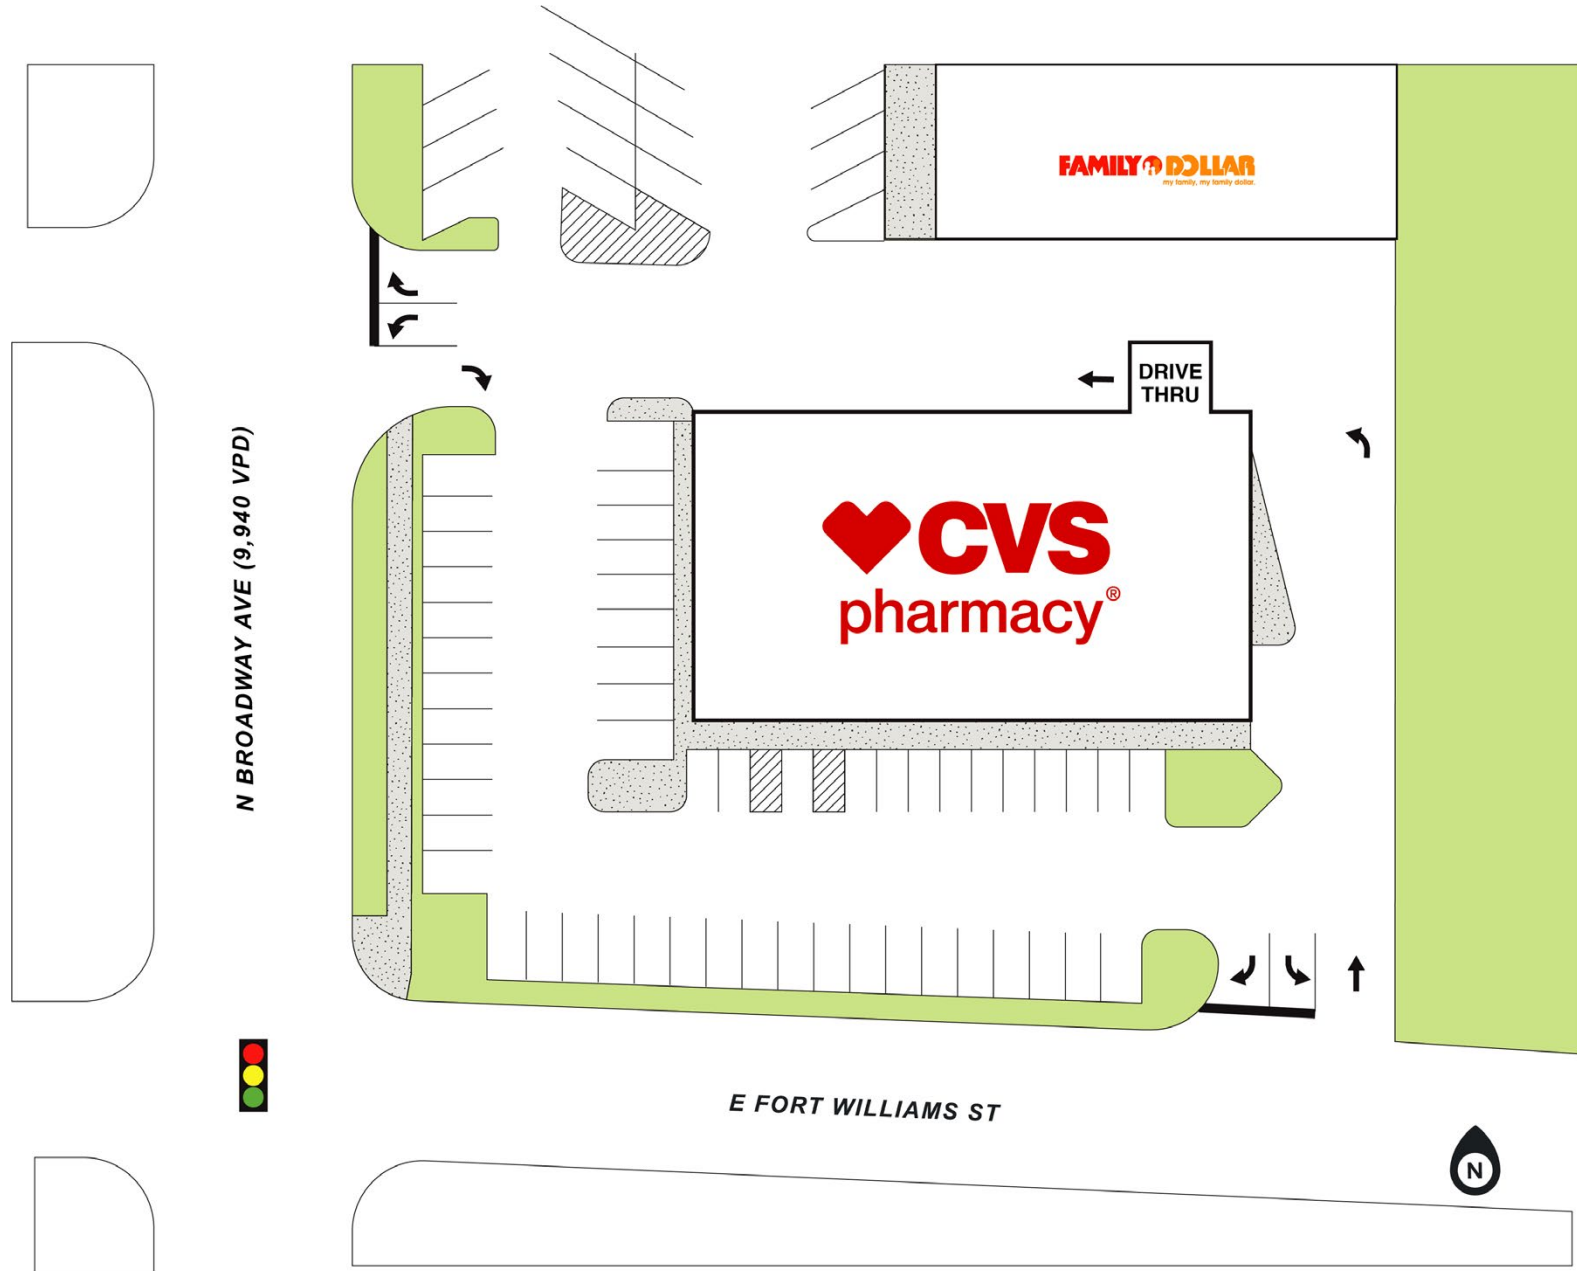 FAMILY DOLLAR
my family, my family dollar.
DRIVE
THRU
N BROADWAY AVE (9,940 VPD)
CVS
pharmacy®
E FORT WILLIAMS ST
N